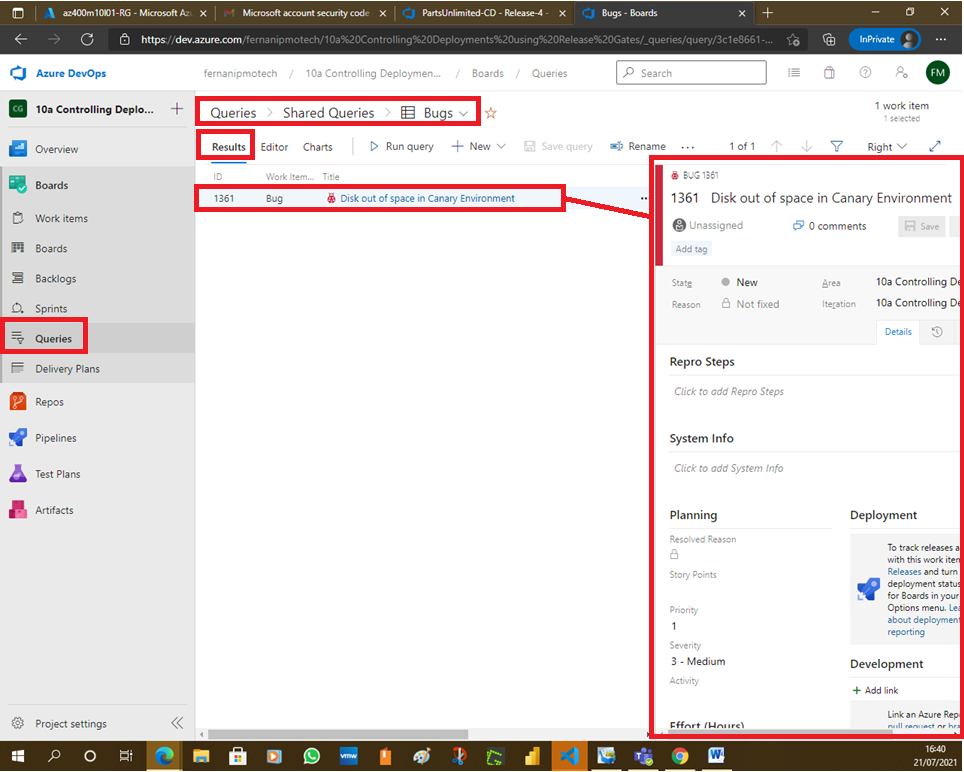 az400m10l01-RG - Microsoft Az
Microsoft account security code
PartsUnlimited-CD - Release-4 -
Bugs - Boards
https://dev.azure.com/fernanipmotech/10a%20Controlling%20Deployments%20using%20Release%20Gates/_queries/query/3c1e8661-...
InPrivate
Azure DevOps
fernanipmotech / 10a Controlling Deploymen... / Boards / Queries
Search
FM
CG
10a Controlling Deplo...
Queries
Shared Queries
Bugs
1 work item
1 selected
Results
Editor
Charts
Run query
New
Save query
Rename
1 of 1
Right
Overview
Boards
Work items
Boards
Backlogs
Sprints
Queries
Delivery Plans
Repos
Pipelines
Test Plans
Artifacts
Project settings
ID
Work Item...
Title
1361
Bug
Disk out of space in Canary Environment
BUG 1361
1361 Disk out of space in Canary Environment
Unassigned
0 comments
Save
Add tag
State
New
Area
10a Controlling De
Reason
Not fixed
Iteration
10a Controlling De
Details
Repro Steps
Click to add Repro Steps
System Info
Click to add System Info
Planning
Resolved Reason
Story Points
Priority
1
Severity
3 - Medium
Activity
Effort (Hours)
Deployment
To track releases a
with this work iten
Releases and turn
deployment status
for Boards in your
Options menu. Lea
about deployment
reporting
Development
Add link
Link an Azure Repo
pull request or bra
vmw
16:40
21/07/2021